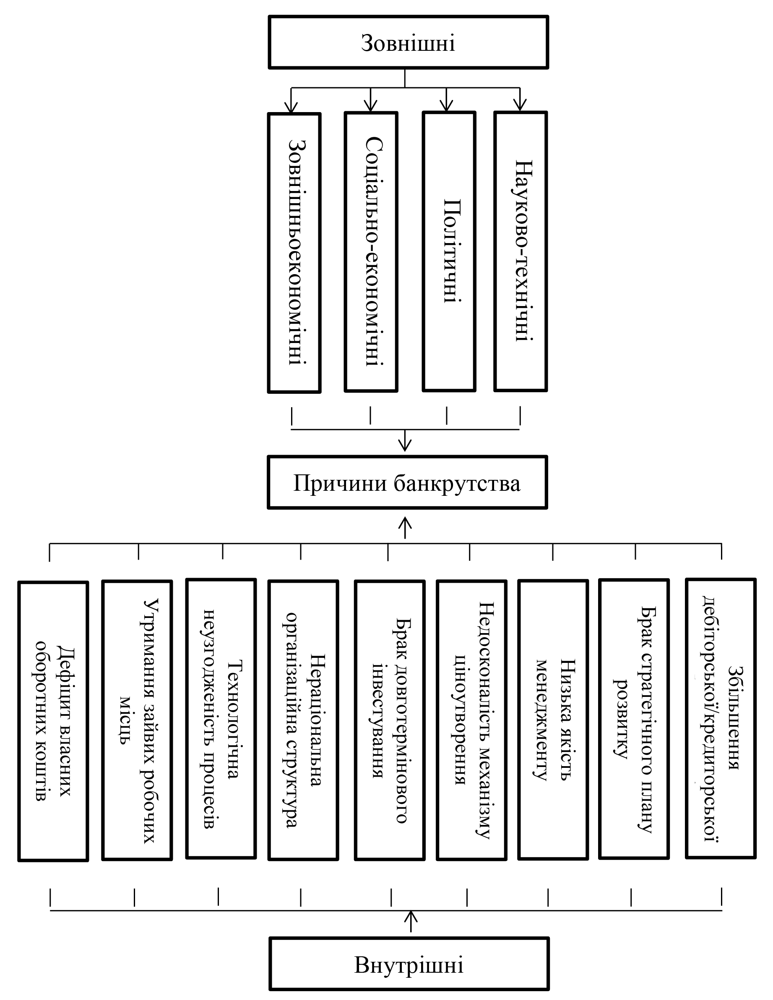 Зовнішні
Зовнішньоекономічні
Соціально-економічні
Політичні
Науково-технічні
Причини банкрутства
Дефіцит власних
оборотних коштів
Утримання зайвих робочих
місць
Технологічна
неузгодженість процесів
Нераціональна
організаційна структура
Брак довготермінового
інвестування
Недосконалість механізму
ціноутворення
Низька якість
менеджменту
Брак стратегічного плану
розвитку
Збільшення
дебіторської/кредиторської
Внутрішні